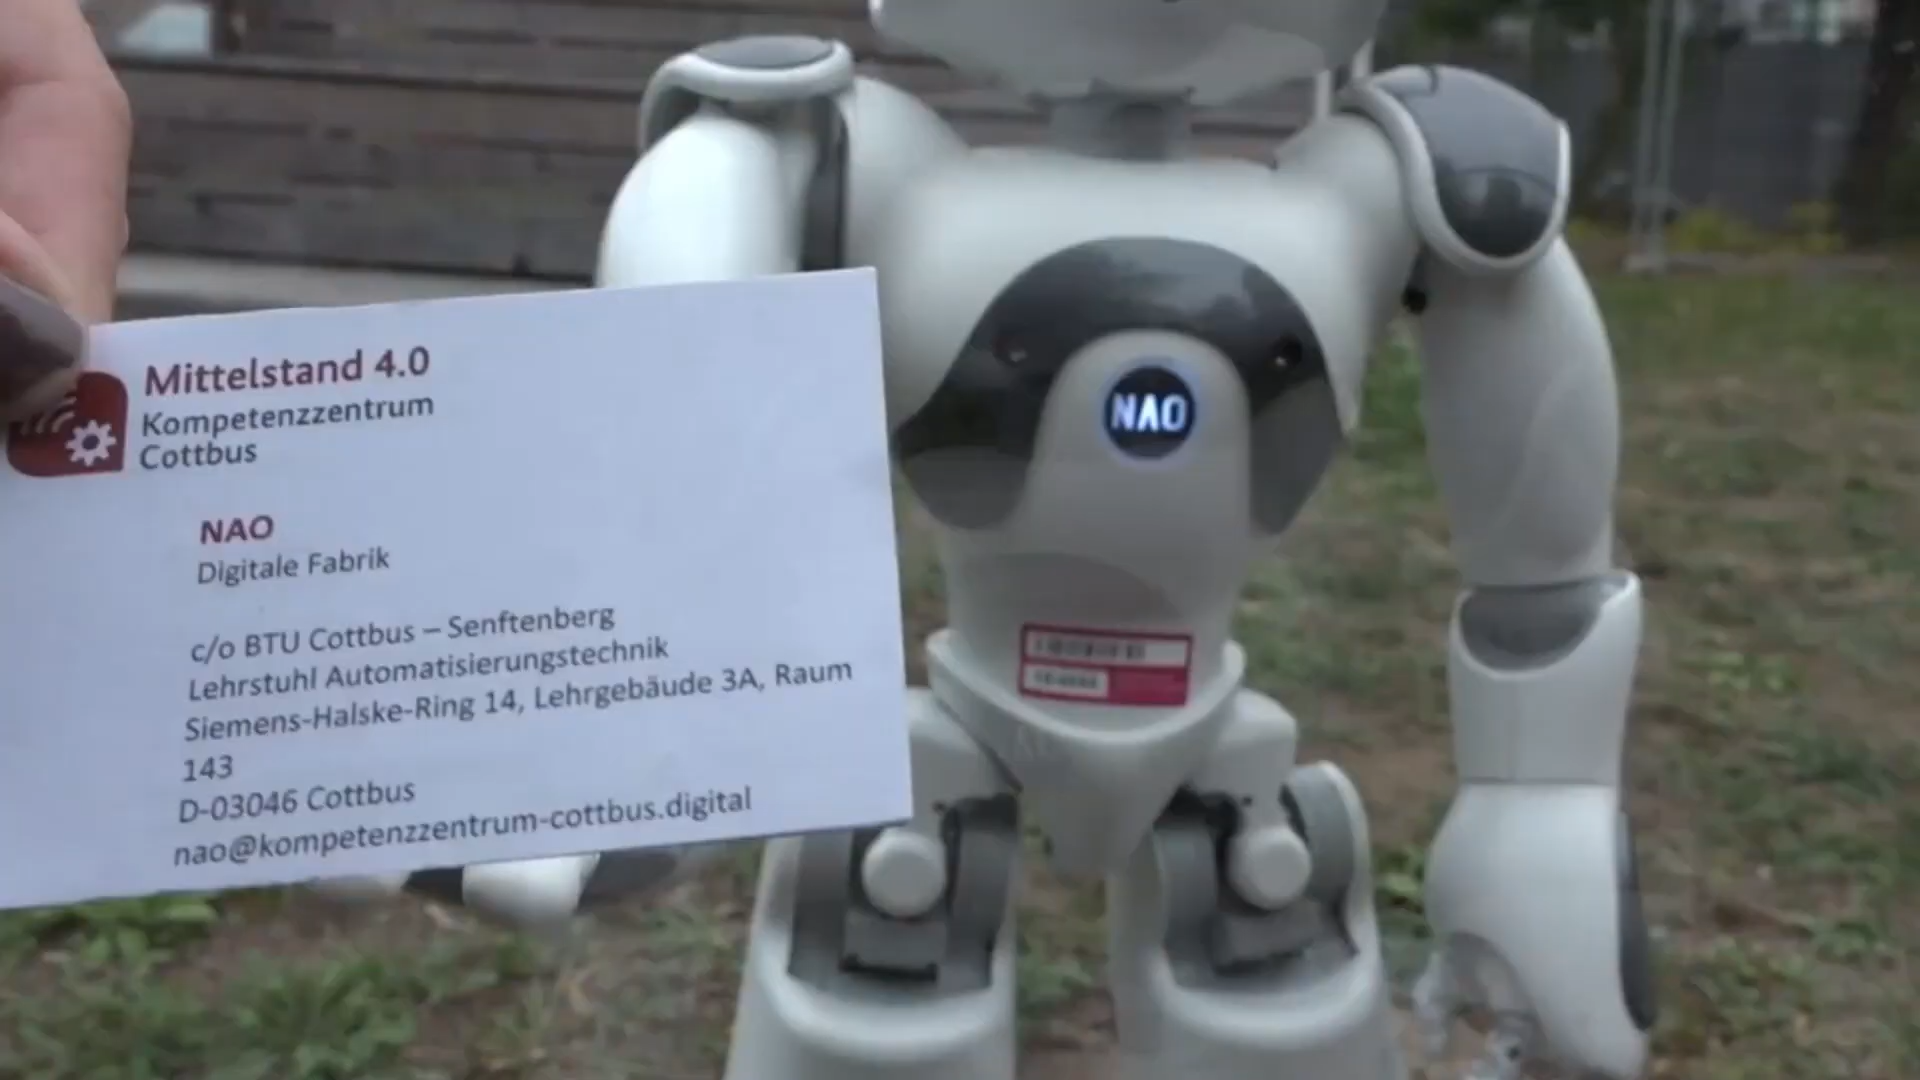 Mittelstand 4.0
Kompetenzzentrum
Cottbus
NAO
Digitale Fabrik
c/o BTU Cottbus – Senftenberg
Lehrstuhl Automatisierungstechnik
Siemens-Halske-Ring 14, Lehrgebäude 3A, Raum
143
D-03046 Cottbus
nao@kompetenzzentrum-cottbus.digital
NAO